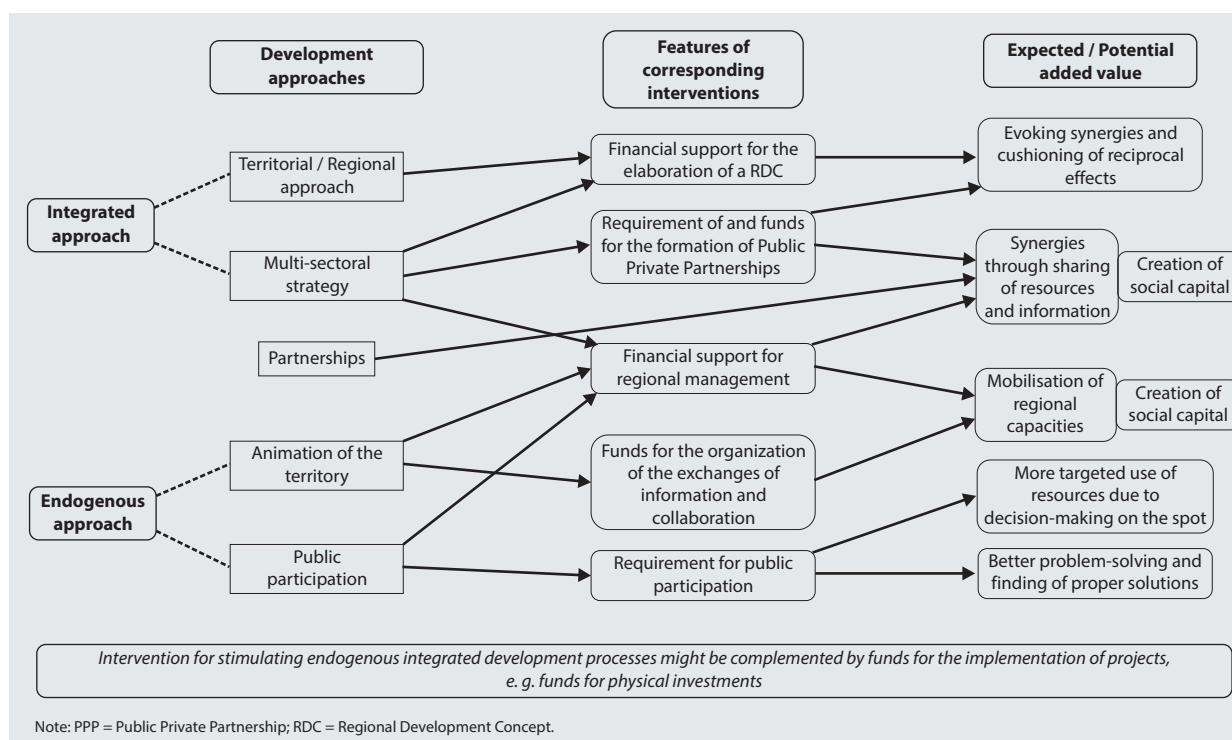 Development
approaches
Features of
corresponding
interventions
Expected / Potential
added value
Integrated
approach
Territorial / Regional
approach
Multi-sectoral
strategy
Partnerships
Endogenous
approach
Animation of the
territory
Public
participation
Financial support for the
elaboration of a RDC
Requirement of and funds
for the formation of Public
Private Partnerships
Financial support for
regional management
Funds for the organization
of the exchanges of
information and
collaboration
Requirement for public
participation
Evoking synergies and
cushioning of reciprocal
effects
Synergies
through sharing
of resources
and information
Creation of
social capital
Mobilisation of
regional
capacities
Creation of
social capital
More targeted use of
resources due to
decision-making on the spot
Better problem-solving and
finding of proper solutions
Intervention for stimulating endogenous integrated development processes might be complemented by funds for the implementation of projects,
e. g. funds for physical investments
Note: PPP = Public Private Partnership; RDC = Regional Development Concept.